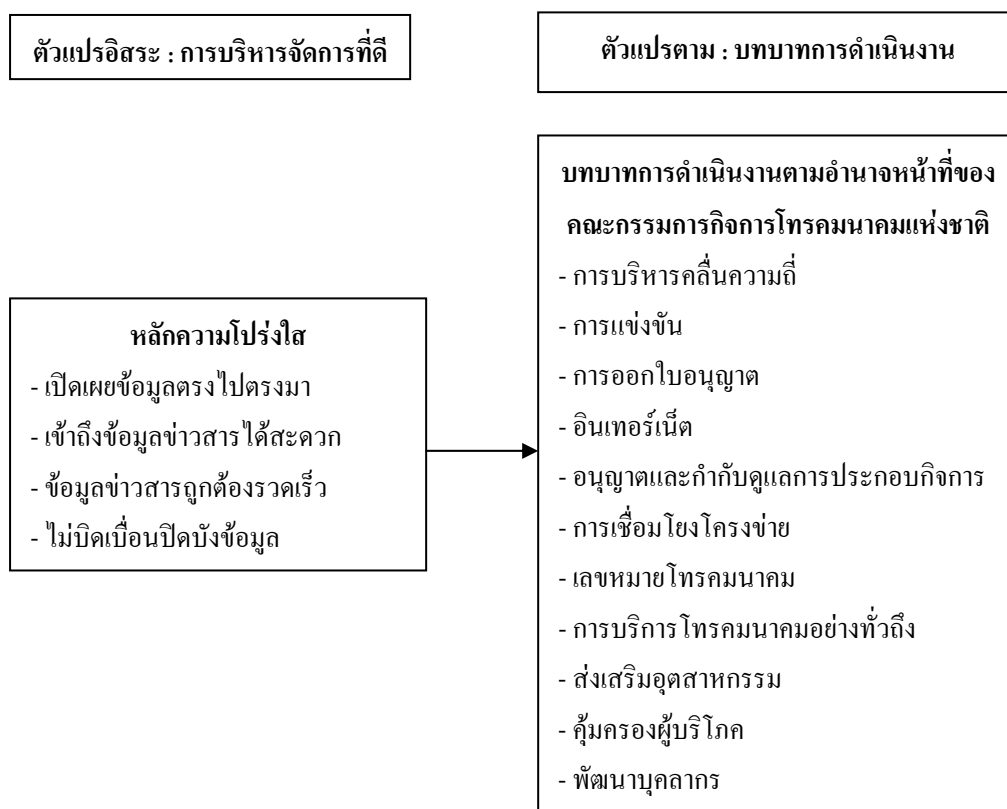 ตัวแปรอิสระ : การบริหารจัดการที่ดี
ตัวแปรตาม : บทบาทการดำเนินงาน
หลักความโปร่งใส
- เปิดเผยข้อมูลตรงไปตรงมา
- เข้าถึงข้อมูลข่าวสารได้สะดวก
- ข้อมูลข่าวสารถูกต้องรวดเร็ว
- ไม่บิดเบื่อนปิดบังข้อมูล
บทบาทการดำเนินงานตามอำนาจหน้าที่ของ
คณะกรรมการกิจการโทรคมนาคมแห่งชาติ
- การบริหารคลื่นความถี่
- การแข่งขัน
- การออกใบอนุญาต
- อินเทอร์เน็ต
- อนุญาตและกำกับดูแลการประกอบกิจการ
- การเชื่อมโยงโครงข่าย
- เลขหมายโทรคมนาคม
- การบริการโทรคมนาคมอย่างทั่วถึง
- ส่งเสริมอุตสาหกรรม
- คุ้มครองผู้บริโภค
- พัฒนาบุคลากร